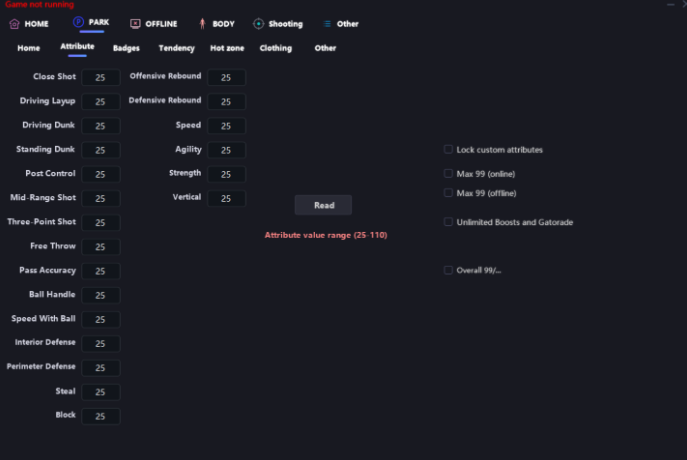 Game not running
HOME PARK OFFLINE BODY Shooting Other
Home Attribute Badges Tendency Hot zone Clothing Other
Close Shot 25 Offensive Rebound 25
Driving Layup 25 Defensive Rebound 25
Driving Dunk 25 Speed 25
Standing Dunk 25 Agility 25 Lock custom attributes
Post Control 25 Strength 25 Max 99 (online)
Mid-Range Shot 25 Vertical 25 Max 99 (offline)
Read
Three-Point Shot 25 Unlimited Boosts and Gatorade
Attribute value range (25-110)
Free Throw 25
Pass Accuracy 25 Overall 99/...
Ball Handle 25
Speed With Ball 25
Interior Defense 25
Perimeter Defense 25
Steal 25
Block 25